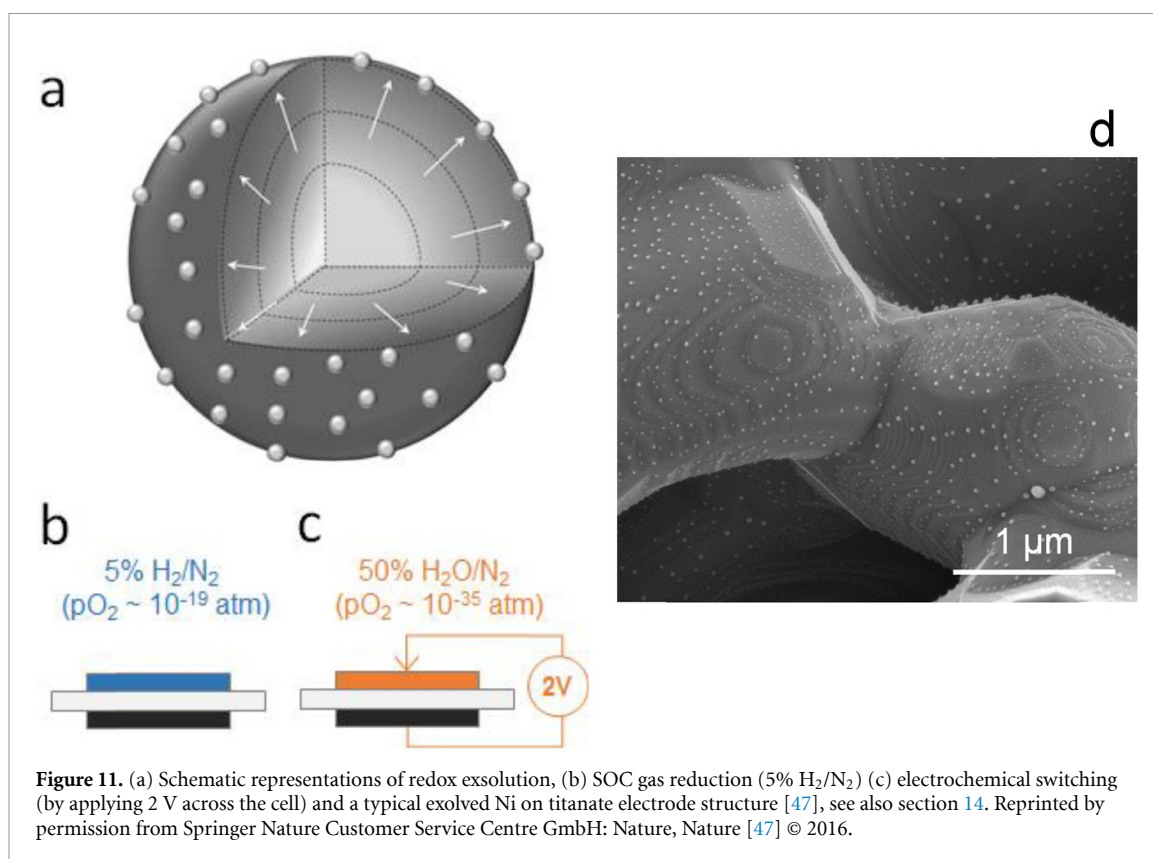 a
d
b
c
5% H₂/N₂
(pO₂ ~ 10⁻¹⁹ atm)
50% H₂O/N₂
(pO₂ ~ 10⁻³⁵ atm)
2V
1 µm
Figure 11. (a) Schematic representations of redox exsolution, (b) SOC gas reduction (5% H₂/N₂) (c) electrochemical switching
(by applying 2 V across the cell) and a typical exolved Ni on titanate electrode structure [47], see also section 14. Reprinted by
permission from Springer Nature Customer Service Centre GmbH: Nature, Nature [47] © 2016.